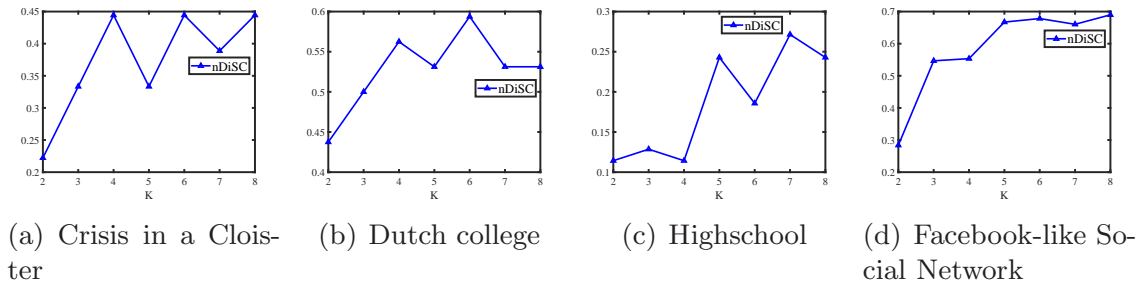 0.45
0.4
0.35
0.3
0.25
0.2
2 3 4 5 6 7 8
K
nDiSC
0.6
0.55
0.5
0.45
0.4
2 3 4 5 6 7 8
K
nDiSC
0.3
0.25
0.2
0.15
0.1
2 3 4 5 6 7 8
K
nDiSC
0.7
0.6
0.5
0.4
0.3
0.2
2 3 4 5 6 7 8
K
nDiSC
(a) Crisis in a Clois-
ter
(b) Dutch college
(c) Highschool
(d) Facebook-like So-
cial Network